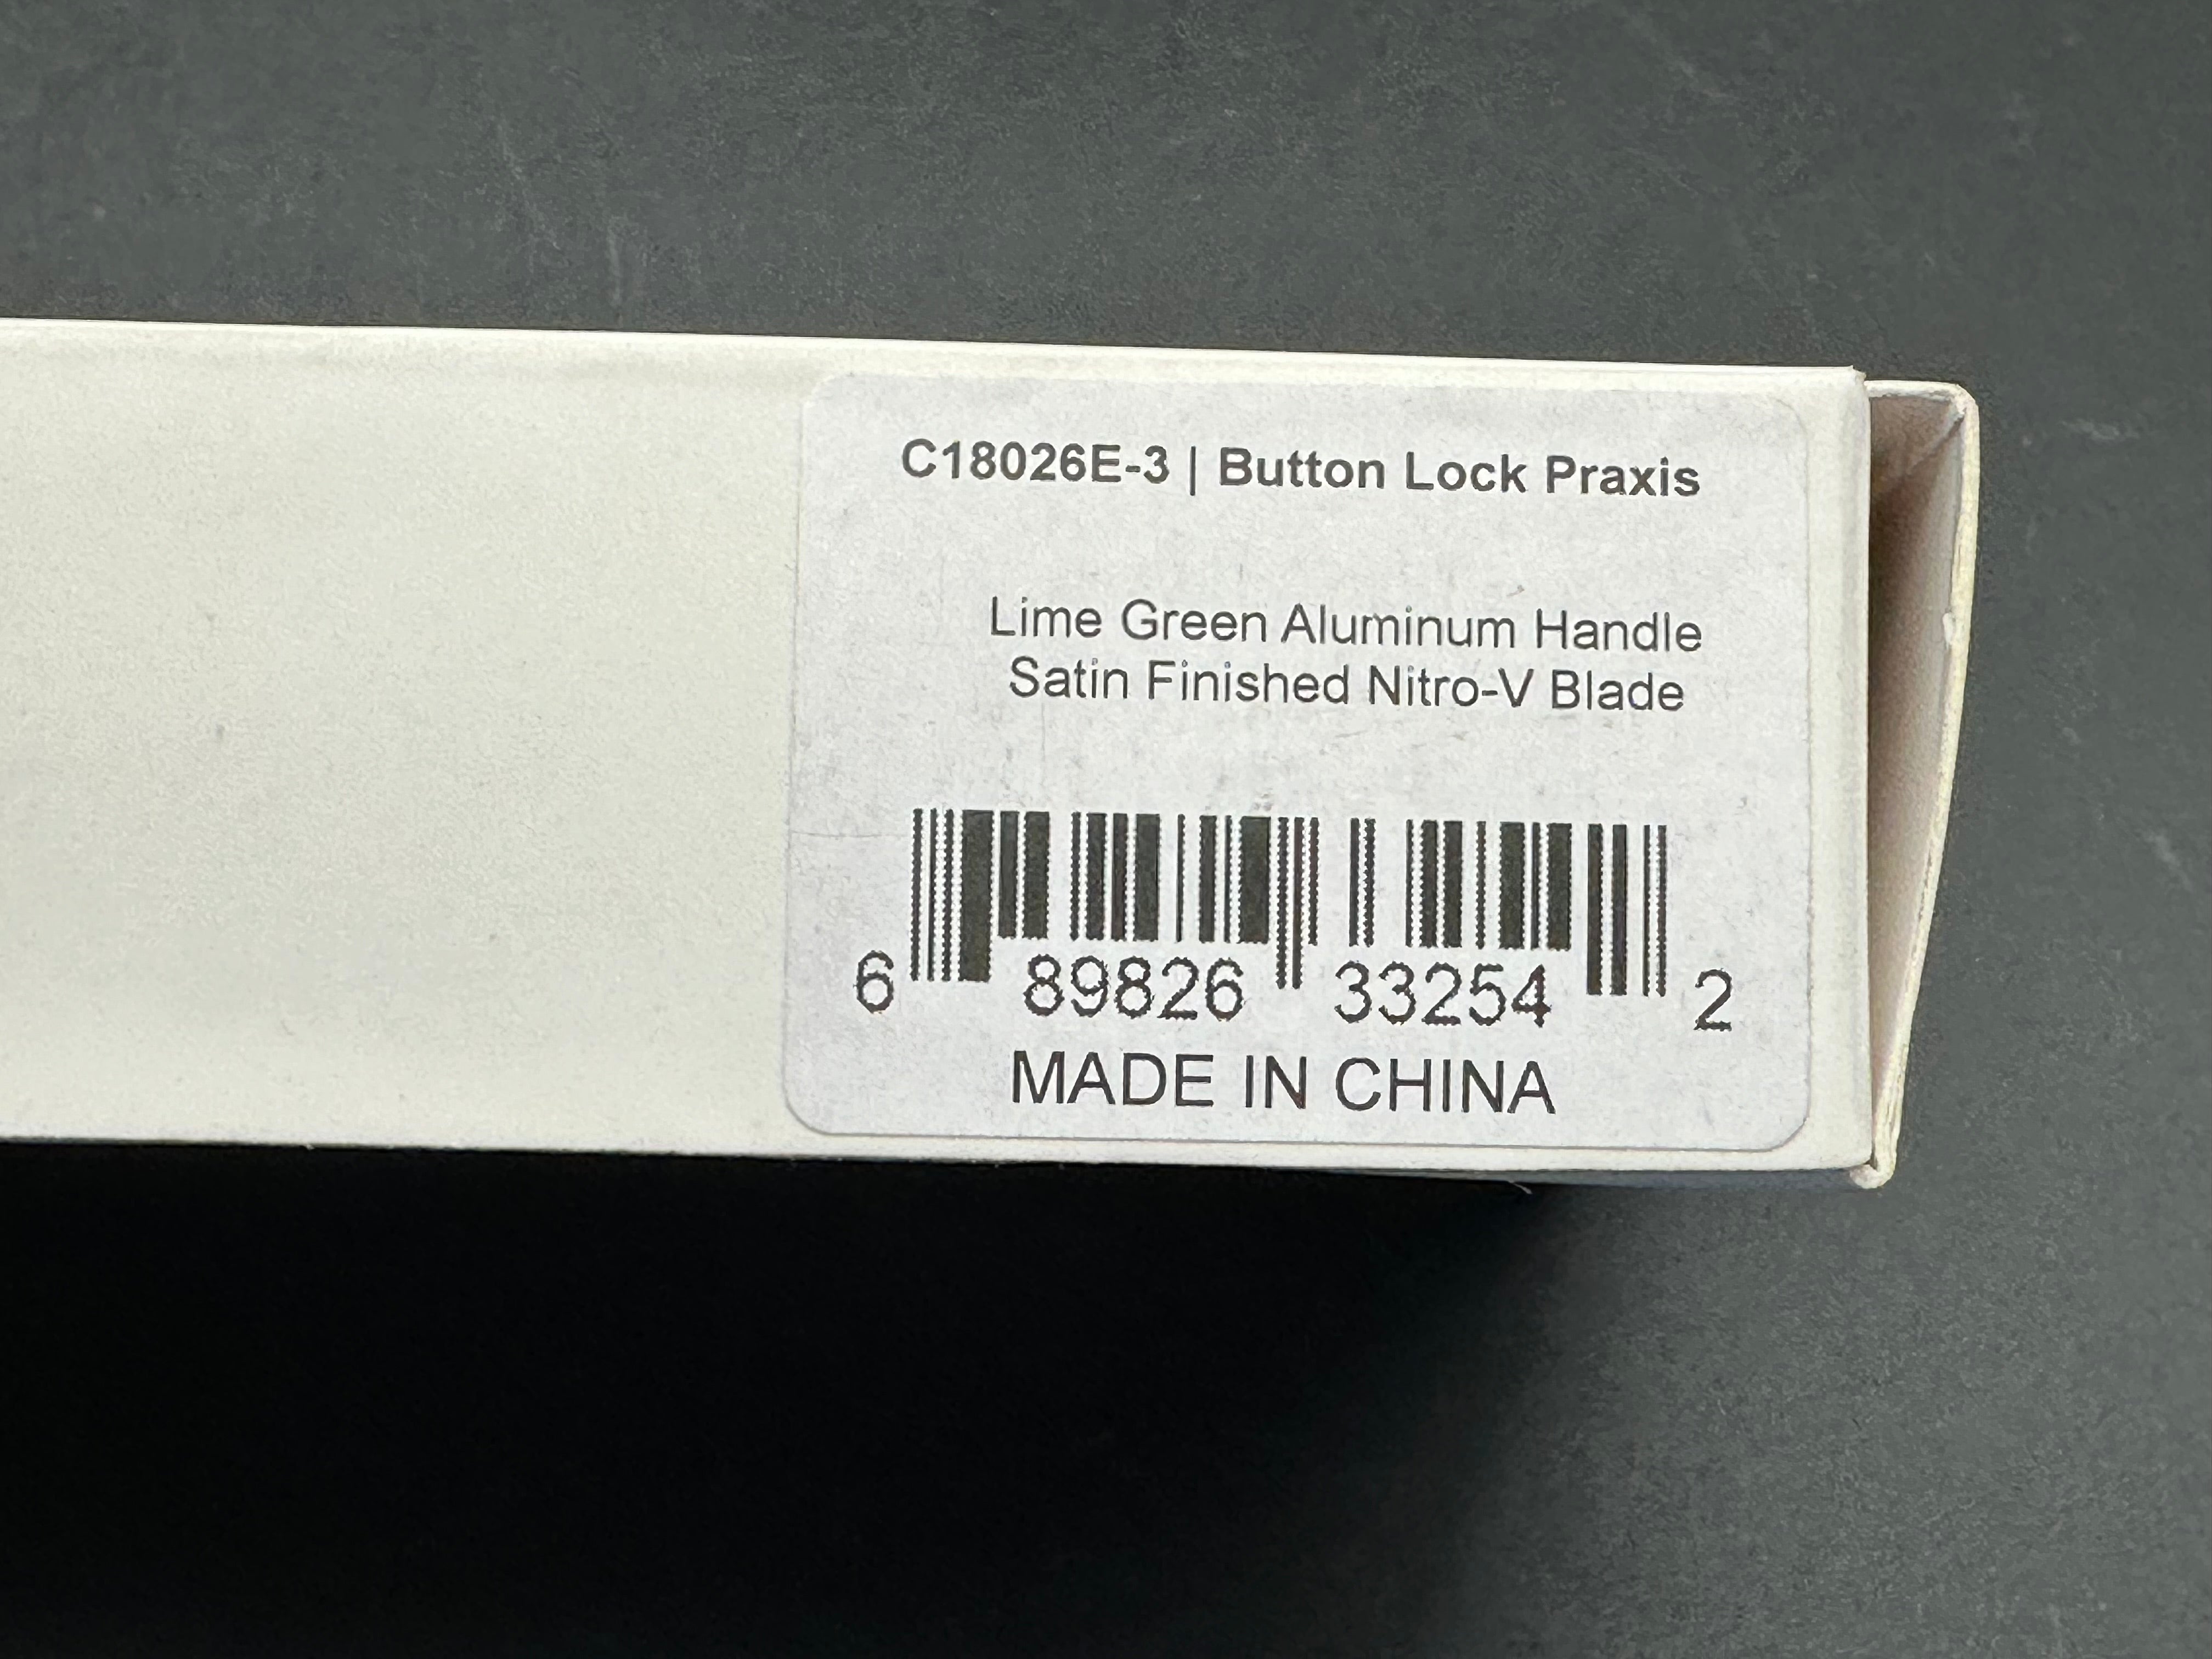 C18026E-3 | Button Lock Praxis
Lime Green Aluminum Handle
Satin Finished Nitro-V Blade
6 89826 33254 2
MADE IN CHINA